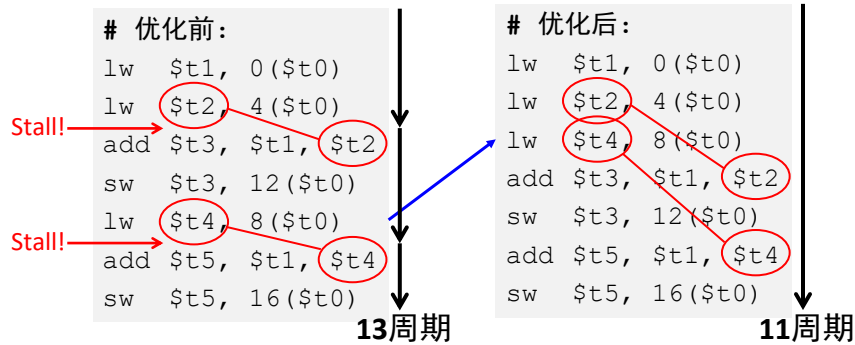 # 优化前:
lw $t1, 0($t0)
lw $t2, 4($t0)
Stall!
add $t3, $t1, $t2
sw $t3, 12($t0)
lw $t4, 8($t0)
Stall!
add $t5, $t1, $t4
sw $t5, 16($t0)
13周期
# 优化后:
lw $t1, 0($t0)
lw $t2, 4($t0)
lw $t4, 8($t0)
add $t3, $t1, $t2
sw $t3, 12($t0)
add $t5, $t1, $t4
sw $t5, 16($t0)
11周期